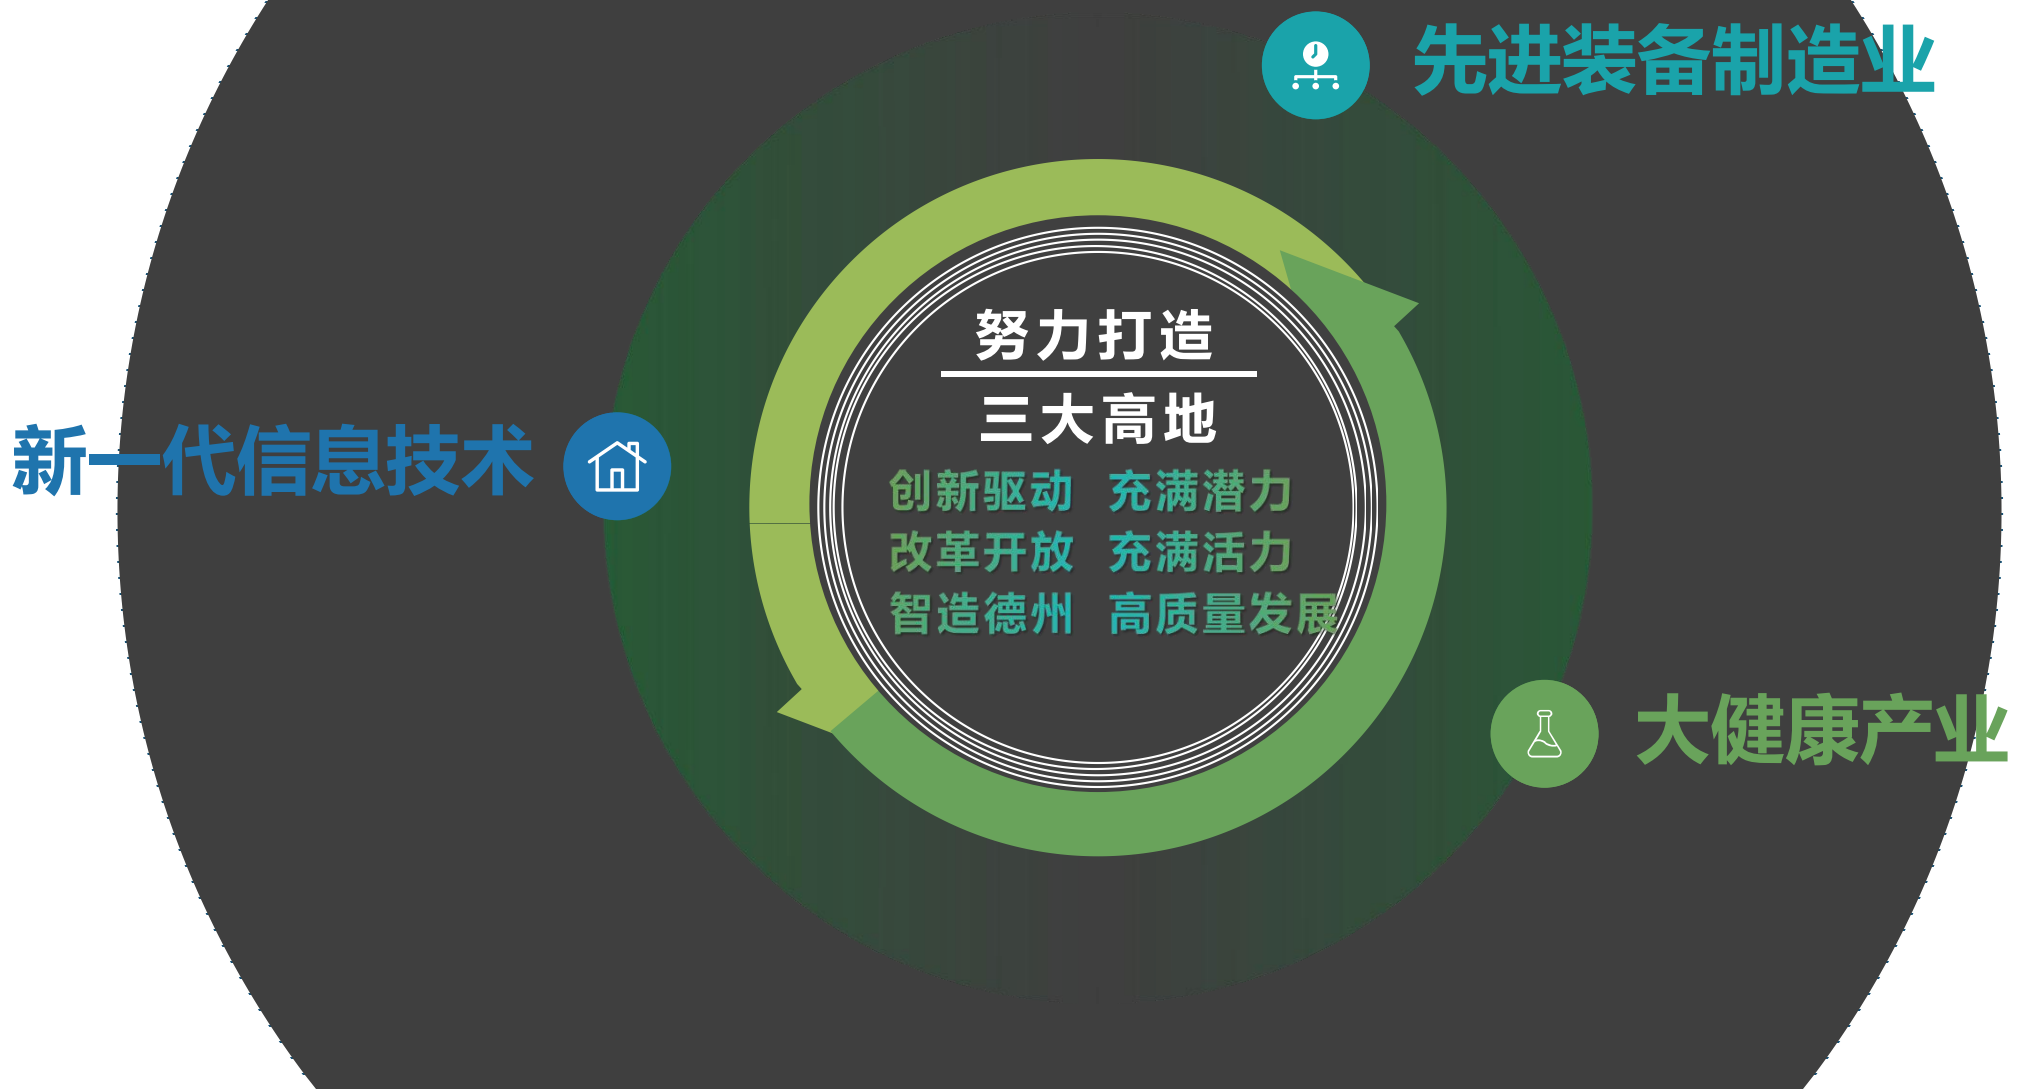 先进装备制造业
努力打造
三大高地
新一代信息技术
创新驱动 充满潜力
改革开放 充满活力
智造德州 高质量发展
大健康产业